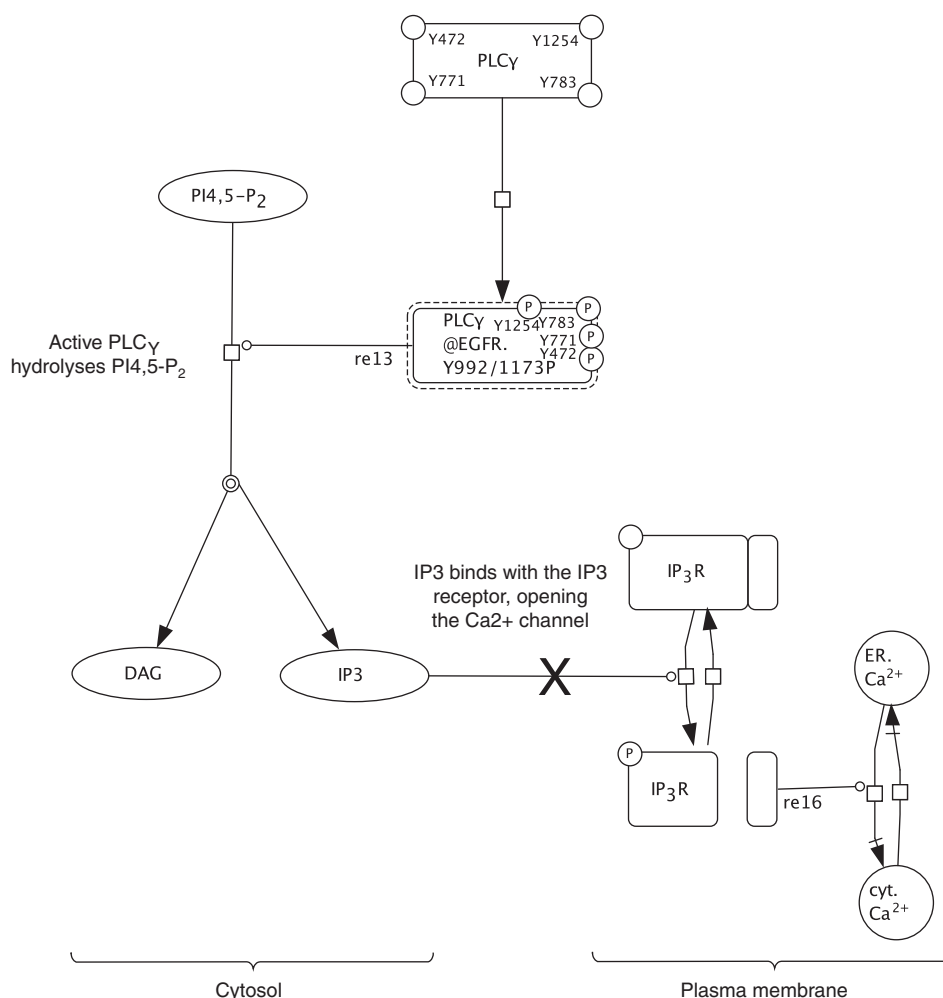 Y472
Y1254
PLCγ
Y771
Y783
PI4,5-P2
P
P
PLCγ
Y1254
Y783
@EGFR.
Y771
P
Y472
Y992/1173P
P
re13
Active PLCγ
hydrolyses PI4,5-P2
IP3 binds with the IP3
receptor, opening
the Ca2+ channel
IP3R
DAG
IP3
X
ER.
Ca2+
P
IP3R
re16
cyt.
Ca2+
Cytosol
Plasma membrane